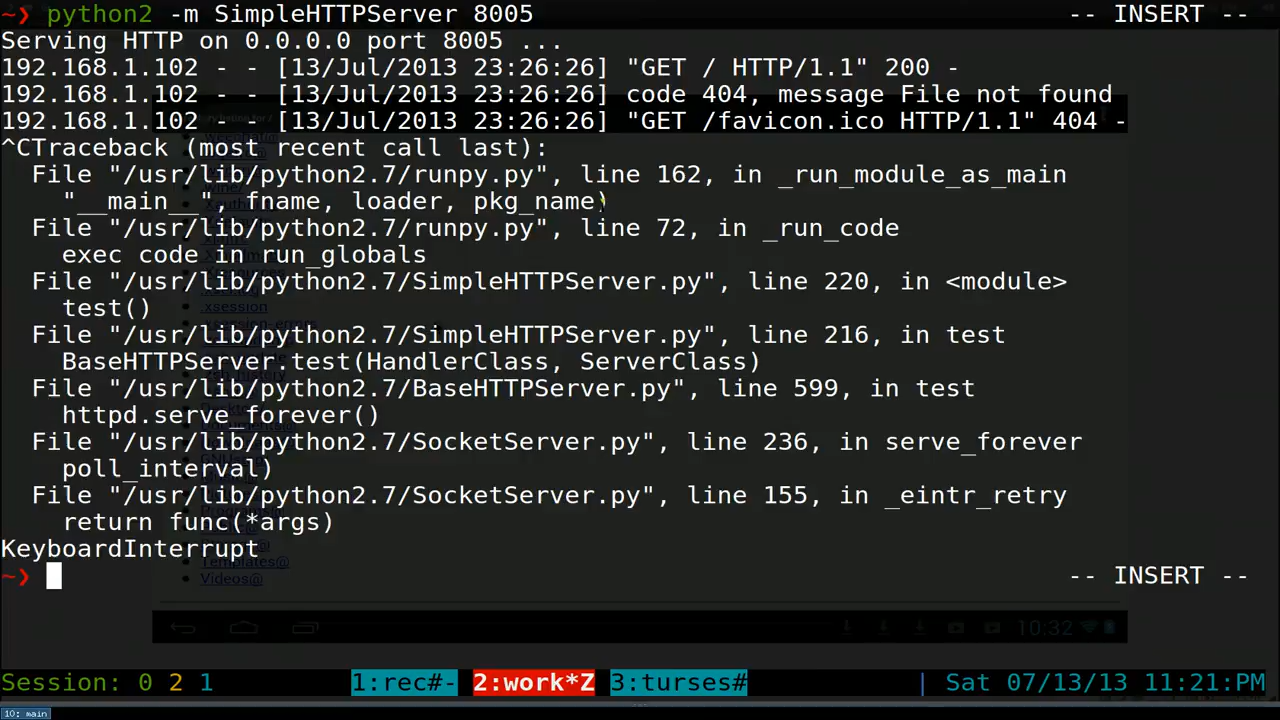 ~❯ python2 -m SimpleHTTPServer 8005 -- INSERT --
Serving HTTP on 0.0.0.0 port 8005 ...
192.168.1.102 - - [13/Jul/2013 23:26:26] "GET / HTTP/1.1" 200 -
192.168.1.102 - - [13/Jul/2013 23:26:26] code 404, message File not found
192.168.1.102 - - [13/Jul/2013 23:26:26] "GET /favicon.ico HTTP/1.1" 404 -
^CTraceback (most recent call last):
  File "/usr/lib/python2.7/runpy.py", line 162, in _run_module_as_main
    "__main__", fname, loader, pkg_name)
  File "/usr/lib/python2.7/runpy.py", line 72, in _run_code
    exec code in run_globals
  File "/usr/lib/python2.7/SimpleHTTPServer.py", line 220, in <module>
    test()
  File "/usr/lib/python2.7/SimpleHTTPServer.py", line 216, in test
    BaseHTTPServer.test(HandlerClass, ServerClass)
  File "/usr/lib/python2.7/BaseHTTPServer.py", line 599, in test
    httpd.serve_forever()
  File "/usr/lib/python2.7/SocketServer.py", line 236, in serve_forever
    poll_interval)
  File "/usr/lib/python2.7/SocketServer.py", line 155, in _eintr_retry
    return func(*args)
KeyboardInterrupt
~❯ -- INSERT --
.xsession
Templates@
Videos@
10:32
Session: 0 2 1 1:rec#- 2:work*Z 3:turses# | Sat 07/13/13 11:21:PM
10: main